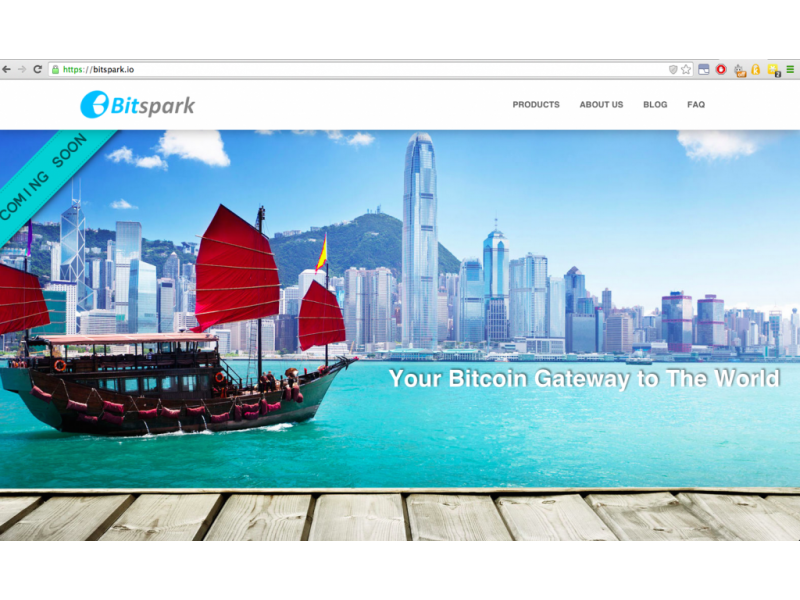 https://bitspark.io
Bitspark
PRODUCTS ABOUT US BLOG FAQ
COMING SOON
Your Bitcoin Gateway to The World